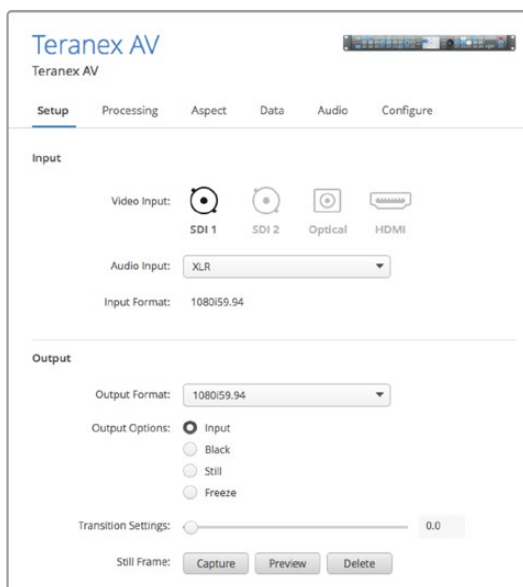 Teranex AV
Teranex AV
Setup Processing Aspect Data Audio Configure
Input
Video Input:
SDI 1 SDI 2 Optical HDMI
Audio Input: XLR
Input Format: 1080i59.94
Output
Output Format: 1080i59.94
Output Options: Input
Black
Still
Freeze
Transition Settings: 0.0
Still Frame: Capture Preview Delete